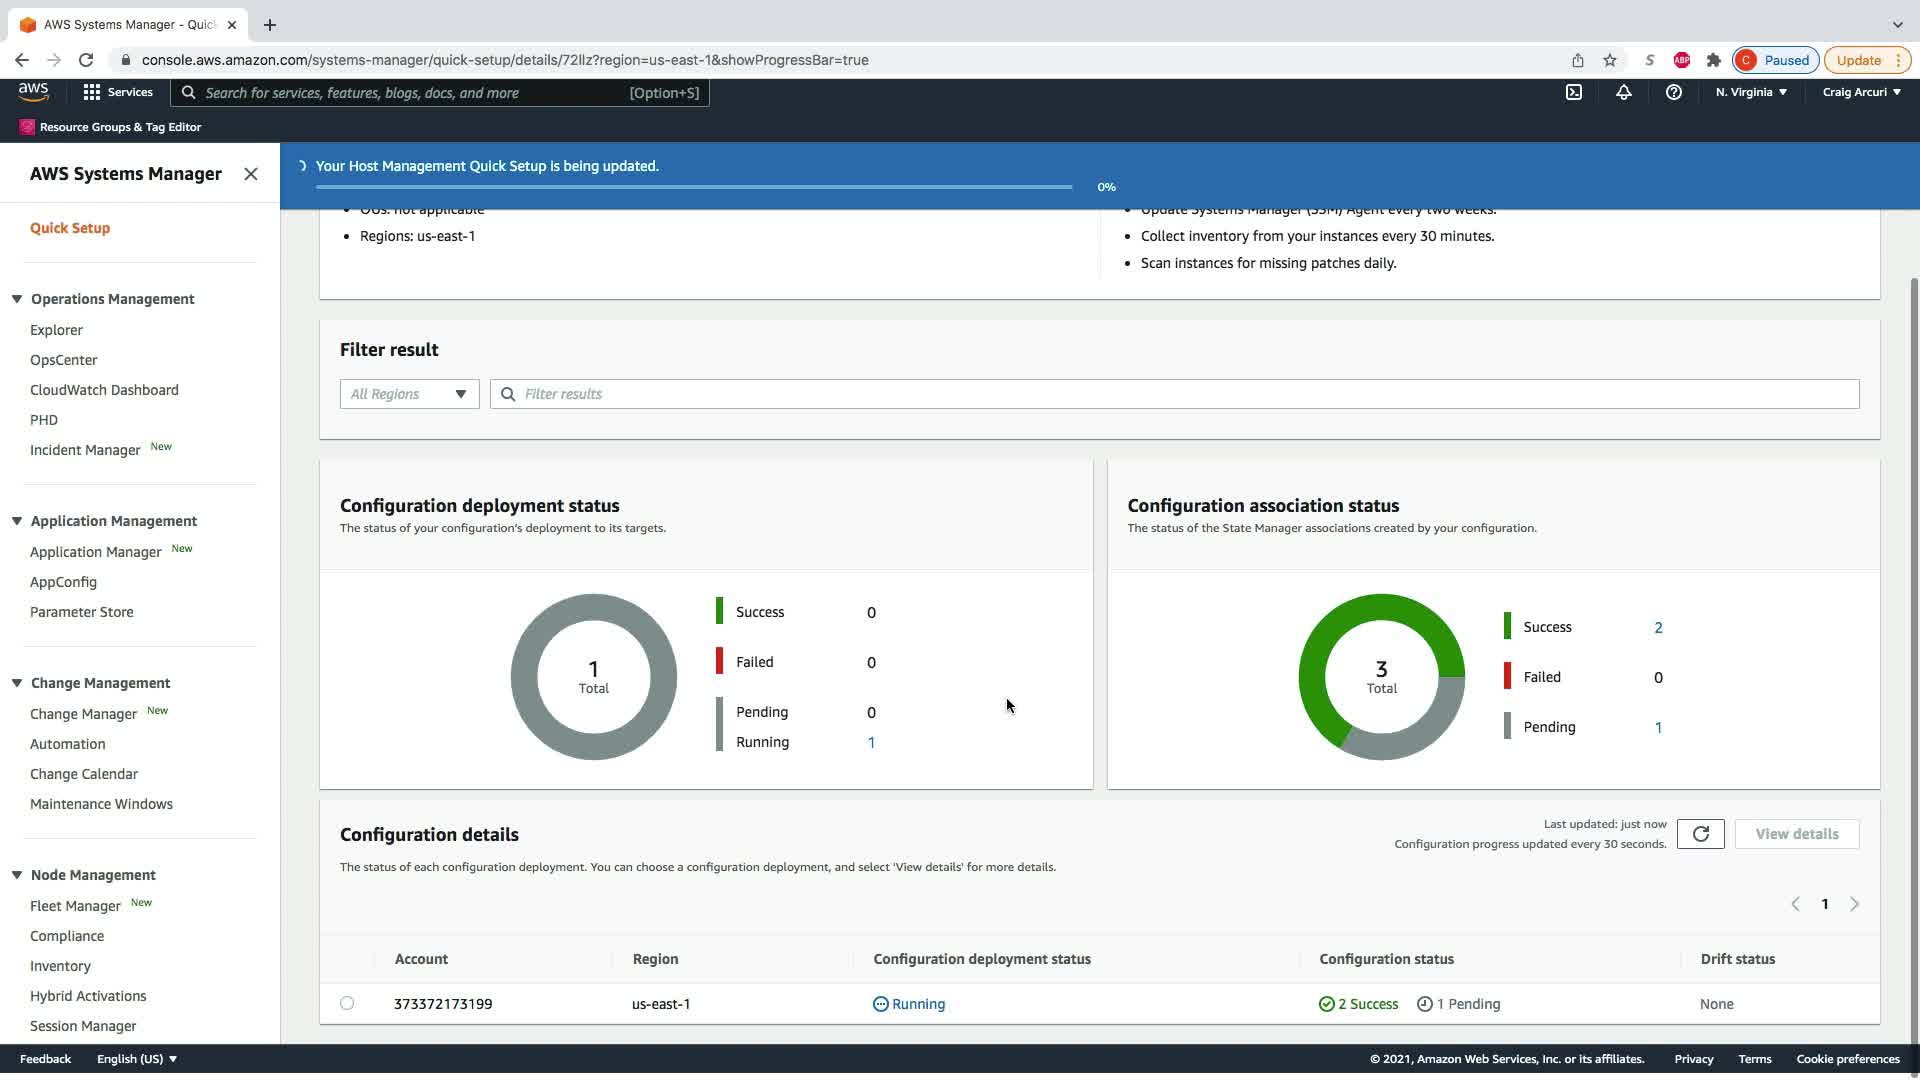 AWS Systems Manager - Quic
console.aws.amazon.com/systems-manager/quick-setup/details/72llz?region=us-east-1&showProgressBar=true
ABP
C Paused
Update
aws
Services
Search for services, features, blogs, docs, and more [Option+S]
N. Virginia
Craig Arcuri
Resource Groups & Tag Editor
AWS Systems Manager
Quick Setup
Operations Management
Explorer
OpsCenter
CloudWatch Dashboard
PHD
Incident Manager New
Application Management
Application Manager New
AppConfig
Parameter Store
Change Management
Change Manager New
Automation
Change Calendar
Maintenance Windows
Node Management
Fleet Manager New
Compliance
Inventory
Hybrid Activations
Session Manager
Your Host Management Quick Setup is being updated.
0%
OUs: not applicable
Regions: us-east-1
Update Systems Manager (SSM) Agent every two weeks.
Collect inventory from your instances every 30 minutes.
Scan instances for missing patches daily.
Filter result
All Regions
Filter results
Configuration deployment status
The status of your configuration's deployment to its targets.
1
Total
Success 0
Failed 0
Pending 0
Running 1
Configuration association status
The status of the State Manager associations created by your configuration.
3
Total
Success 2
Failed 0
Pending 1
Configuration details
The status of each configuration deployment. You can choose a configuration deployment, and select 'View details' for more details.
Last updated: just now
Configuration progress updated every 30 seconds.
View details
1
Account Region Configuration deployment status Configuration status Drift status
373372173199 us-east-1 Running 2 Success 1 Pending None
Feedback English (US)
© 2021, Amazon Web Services, Inc. or its affiliates. Privacy Terms Cookie preferences